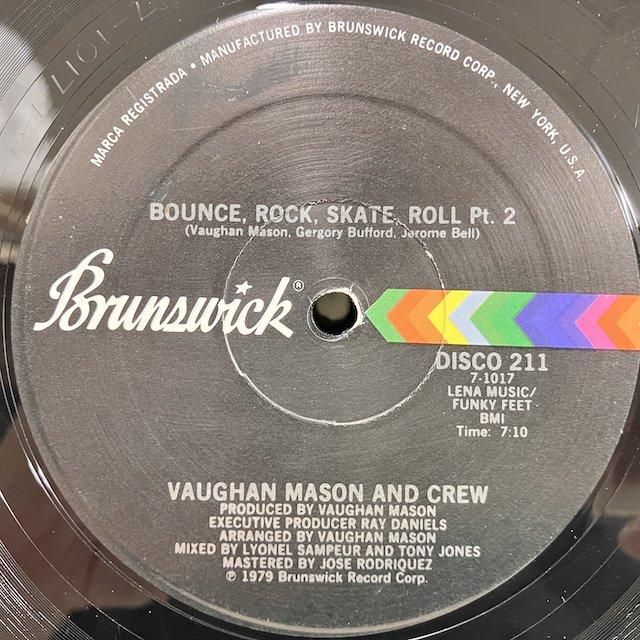 MARCA REGISTRADA • MANUFACTURED BY BRUNSWICK RECORD CORP., NEW YORK, U.S.A.
BOUNCE, ROCK, SKATE, ROLL Pt. 2
(Vaughan Mason, Gergory Bufford, Jerome Bell)
Brunswick®
DISCO 211
7-1017
LENA MUSIC/
FUNKY FEET
BMI
Time: 7:10
VAUGHAN MASON AND CREW
PRODUCED BY VAUGHAN MASON
EXECUTIVE PRODUCER RAY DANIELS
ARRANGED BY VAUGHAN MASON
MIXED BY LYONEL SAMPEUR AND TONY JONES
MASTERED BY JOSE RODRIQUEZ
℗ 1979 Brunswick Record Corp.